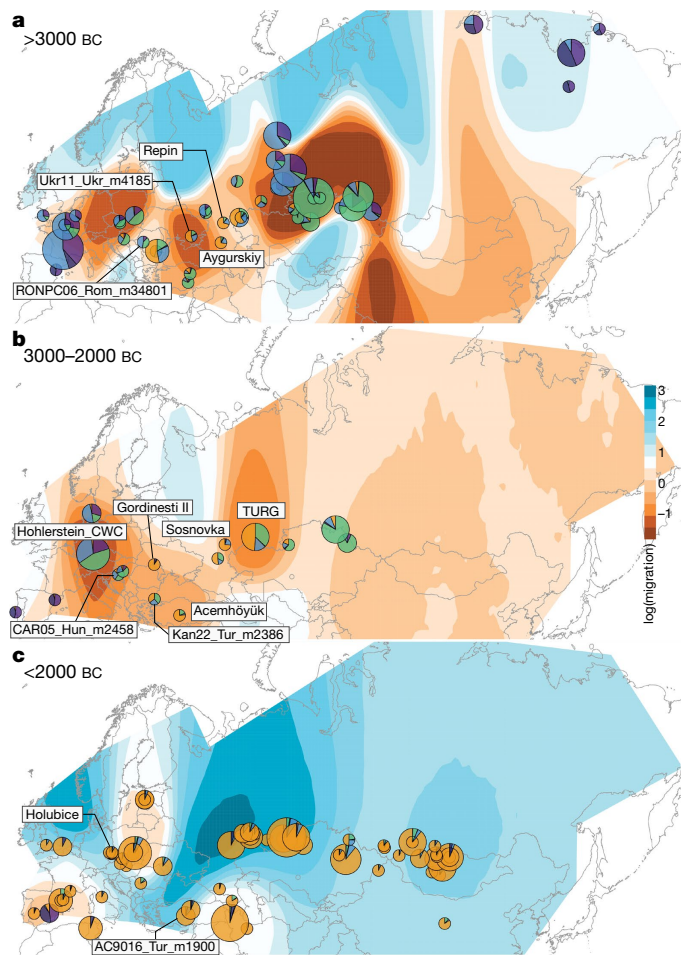 a
>3000 BC
Repin
Ukr11_Ukr_m4185
Aygurskiy
RONPC06_Rom_m34801
b
3000–2000 BC
3
2
1
0
−1
log(migration)
Gordinesti II
TURG
Sosnovka
Hohlerstein_CWC
Acemhöyük
CAR05_Hun_m2458
Kan22_Tur_m2386
c
<2000 BC
Holubice
AC9016_Tur_m1900